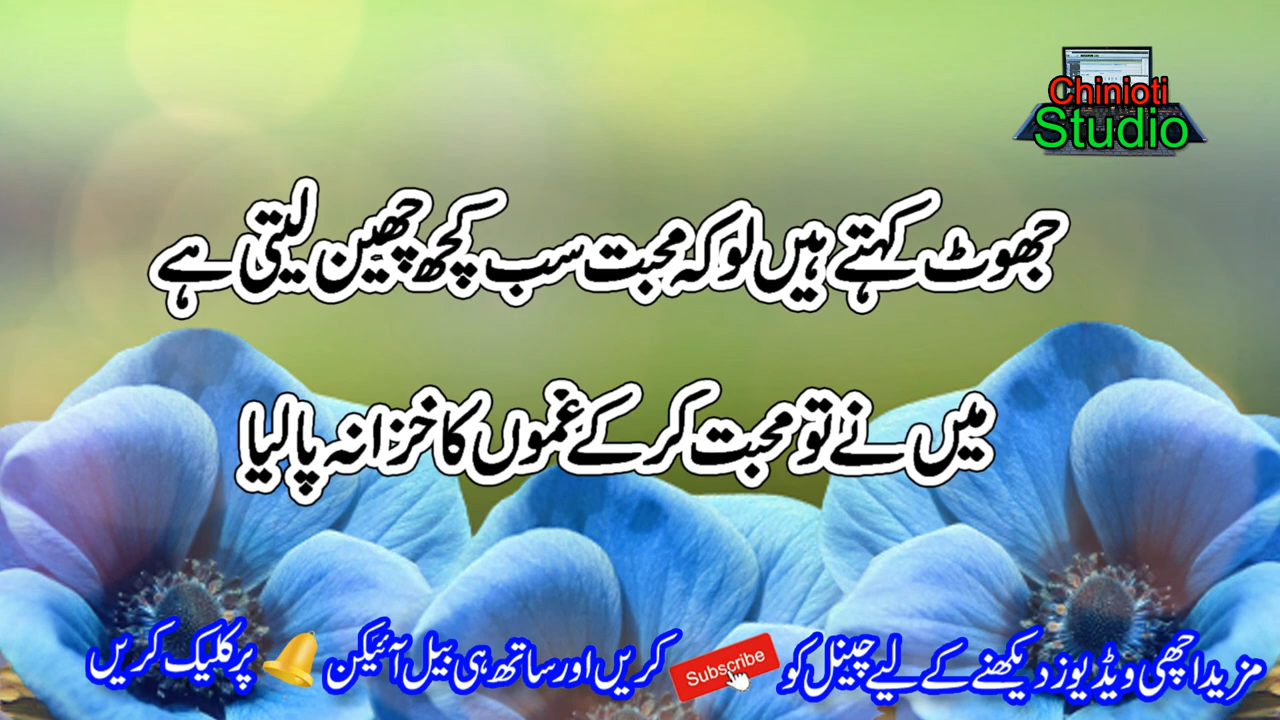 Chinioti
Studio
جھوٹ کہتے ہیں لوکہ محبت سب کچھ چھین لیتی ہے
میں نے تو محبت کر کے غموں کا خزانہ پا لیا
مزید اچھی ویڈیوز دیکھنے کے لیے چینل کو Subscribe کریں اور ساتھ ہی بیل آئیکن پر کلیک کریں